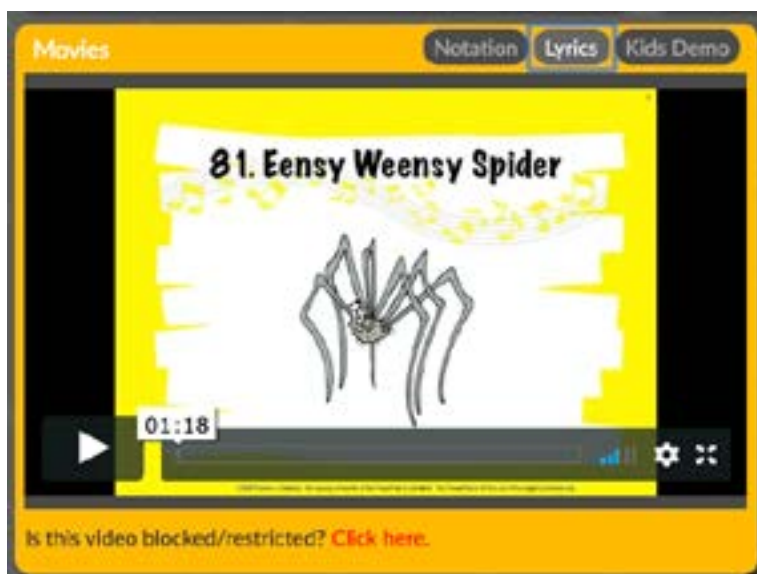 Movies
Notation Lyrics Kids Demo
81. Eensy Weensy Spider
01:18
Is this video blocked/restricted? Click here.